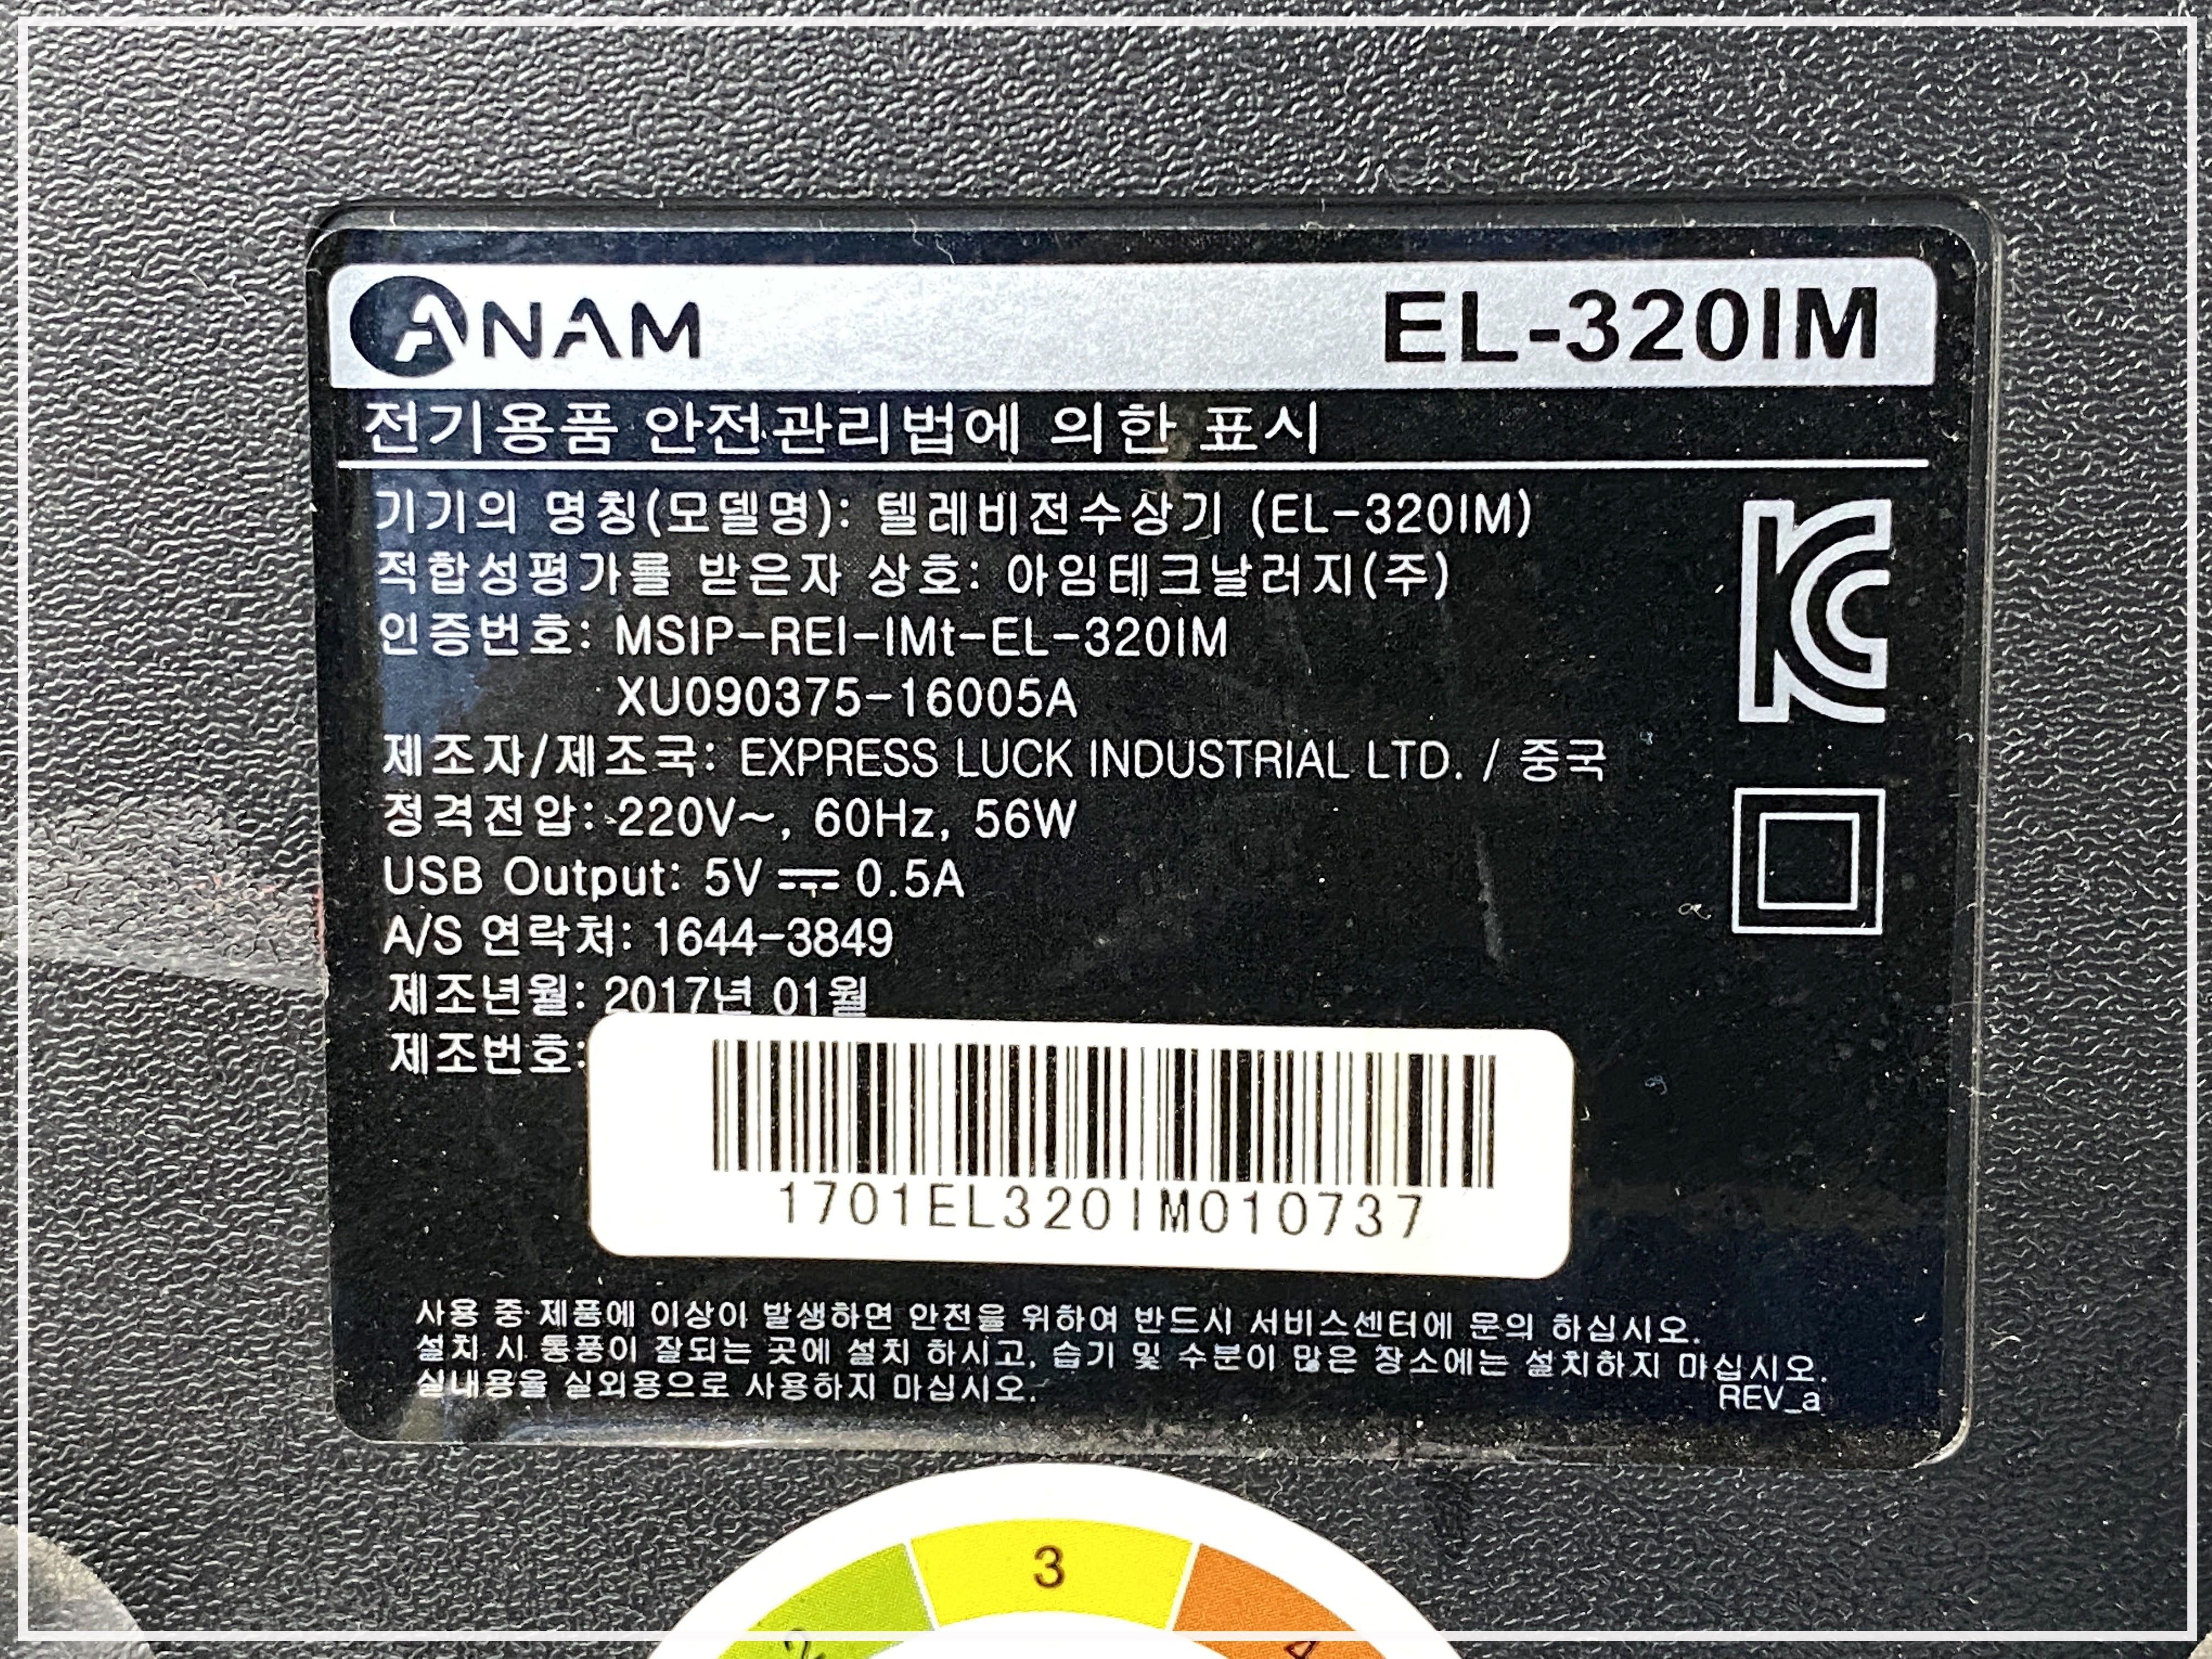 ANAM EL-320IM
전기용품 안전관리법에 의한 표시
기기의 명칭(모델명): 텔레비전수상기 (EL-320IM)
적합성평가를 받은자 상호: 아임테크날러지(주)
인증번호: MSIP-REI-IMt-EL-320IM
XU090375-16005A
제조자/제조국: EXPRESS LUCK INDUSTRIAL LTD. / 중국
정격전압: 220V~, 60Hz, 56W
USB Output: 5V ⎓ 0.5A
A/S 연락처: 1644-3849
제조년월: 2017년 01월
제조번호:
1701EL320IM010737
사용 중 제품에 이상이 발생하면 안전을 위하여 반드시 서비스센터에 문의 하십시오.
설치 시 통풍이 잘되는 곳에 설치 하시고, 습기 및 수분이 많은 장소에는 설치하지 마십시오.
실내용을 실외용으로 사용하지 마십시오.
REV_a
2 3 4